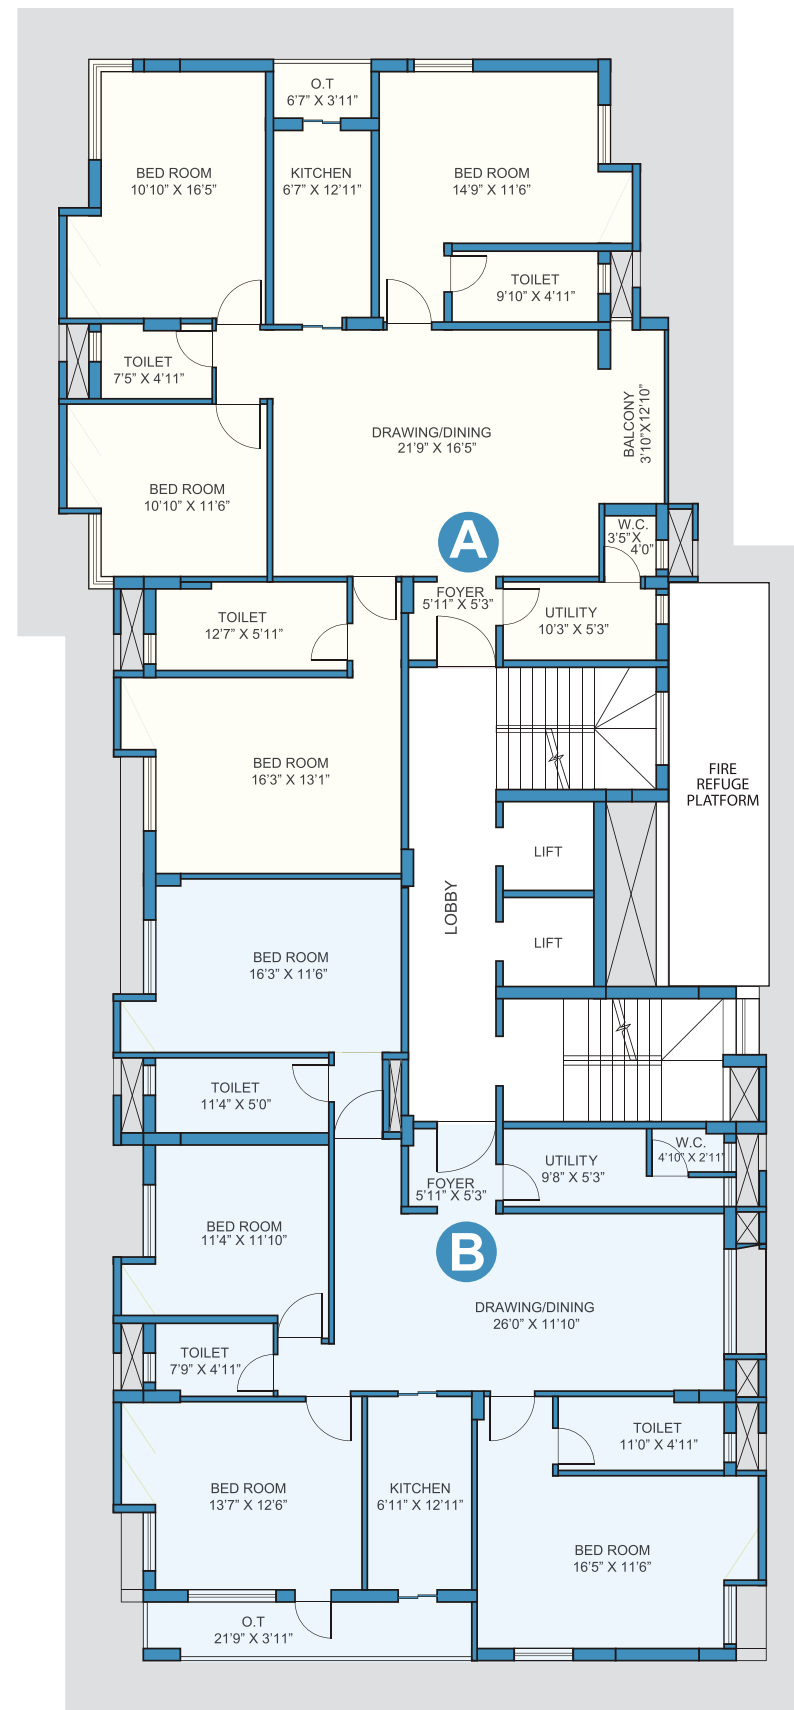 O.T
6'7” X 3'11”
BED ROOM
10'10” X 16'5”
KITCHEN
6'7” X 12'11”
BED ROOM
14'9” X 11'6”
TOILET
9'10” X 4'11”
TOILET
7'5” X 4'11”
DRAWING/DINING
21'9” X 16'5”
BALCONY
3'10”X12'10”
BED ROOM
10'10” X 11'6”
A
W.C.
3'5” X
4'0”
FOYER
5'11” X 5'3”
TOILET
12'7” X 5'11”
UTILITY
10'3” X 5'3”
BED ROOM
16'3” X 13'1”
FIRE
REFUGE
PLATFORM
LIFT
LOBBY
LIFT
BED ROOM
16'3” X 11'6”
TOILET
11'4” X 5'0”
W.C.
4'10” X 2'11”
UTILITY
9'8” X 5'3”
FOYER
5'11” X 5'3”
BED ROOM
11'4” X 11'10”
B
DRAWING/DINING
26'0” X 11'10”
TOILET
7'9” X 4'11”
TOILET
11'0” X 4'11”
BED ROOM
13'7” X 12'6”
KITCHEN
6'11” X 12'11”
BED ROOM
16'5” X 11'6”
O.T
21'9” X 3'11”